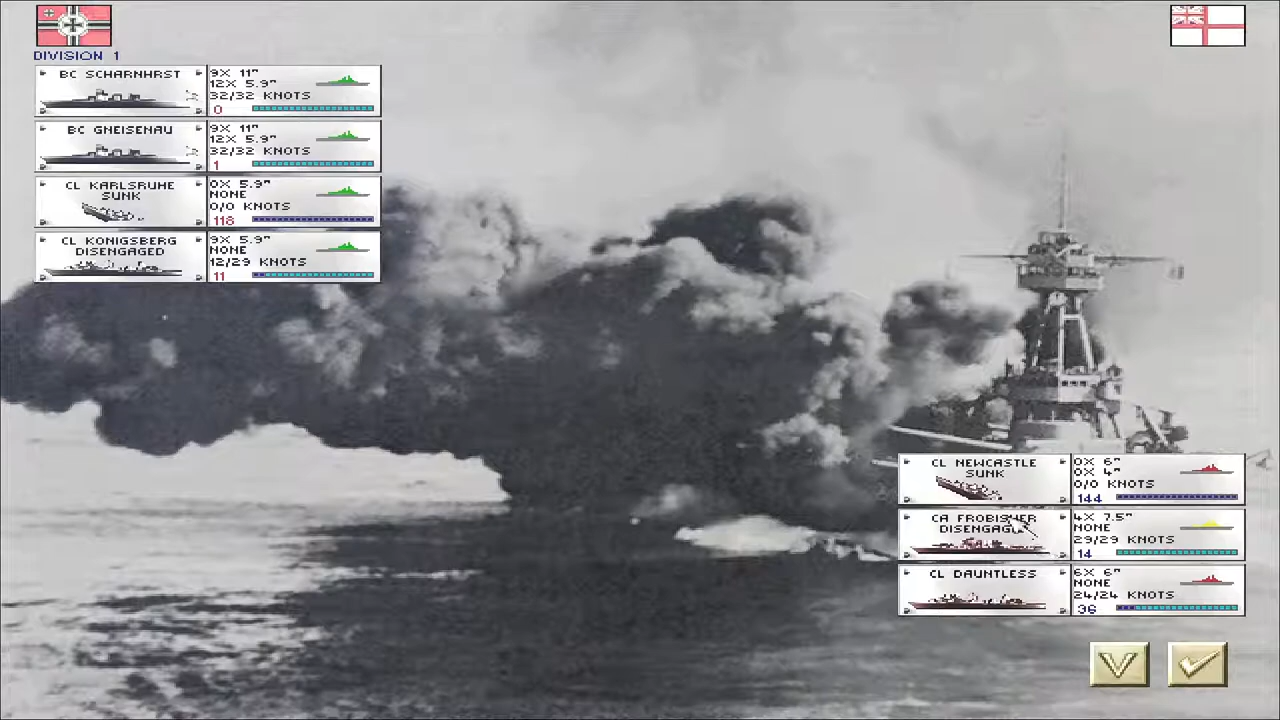 DIVISION 1
BC SCHARNHRST
9X 11"
12X 5.9"
32/32 KNOTS
0
BC GNEISENAU
9X 11"
12X 5.9"
32/32 KNOTS
1
CL KARLSRUHE
SUNK
0X 5.9"
NONE
0/0 KNOTS
118
CL KONIGSBERG
DISENGAGED
9X 5.9"
NONE
12/29 KNOTS
11
CL NEWCASTLE
SUNK
0X 6"
0X 4"
0/0 KNOTS
144
CA FROBISHER
DISENGAGED
4X 7.5"
NONE
29/29 KNOTS
14
CL DAUNTLESS
6X 6"
NONE
24/24 KNOTS
36